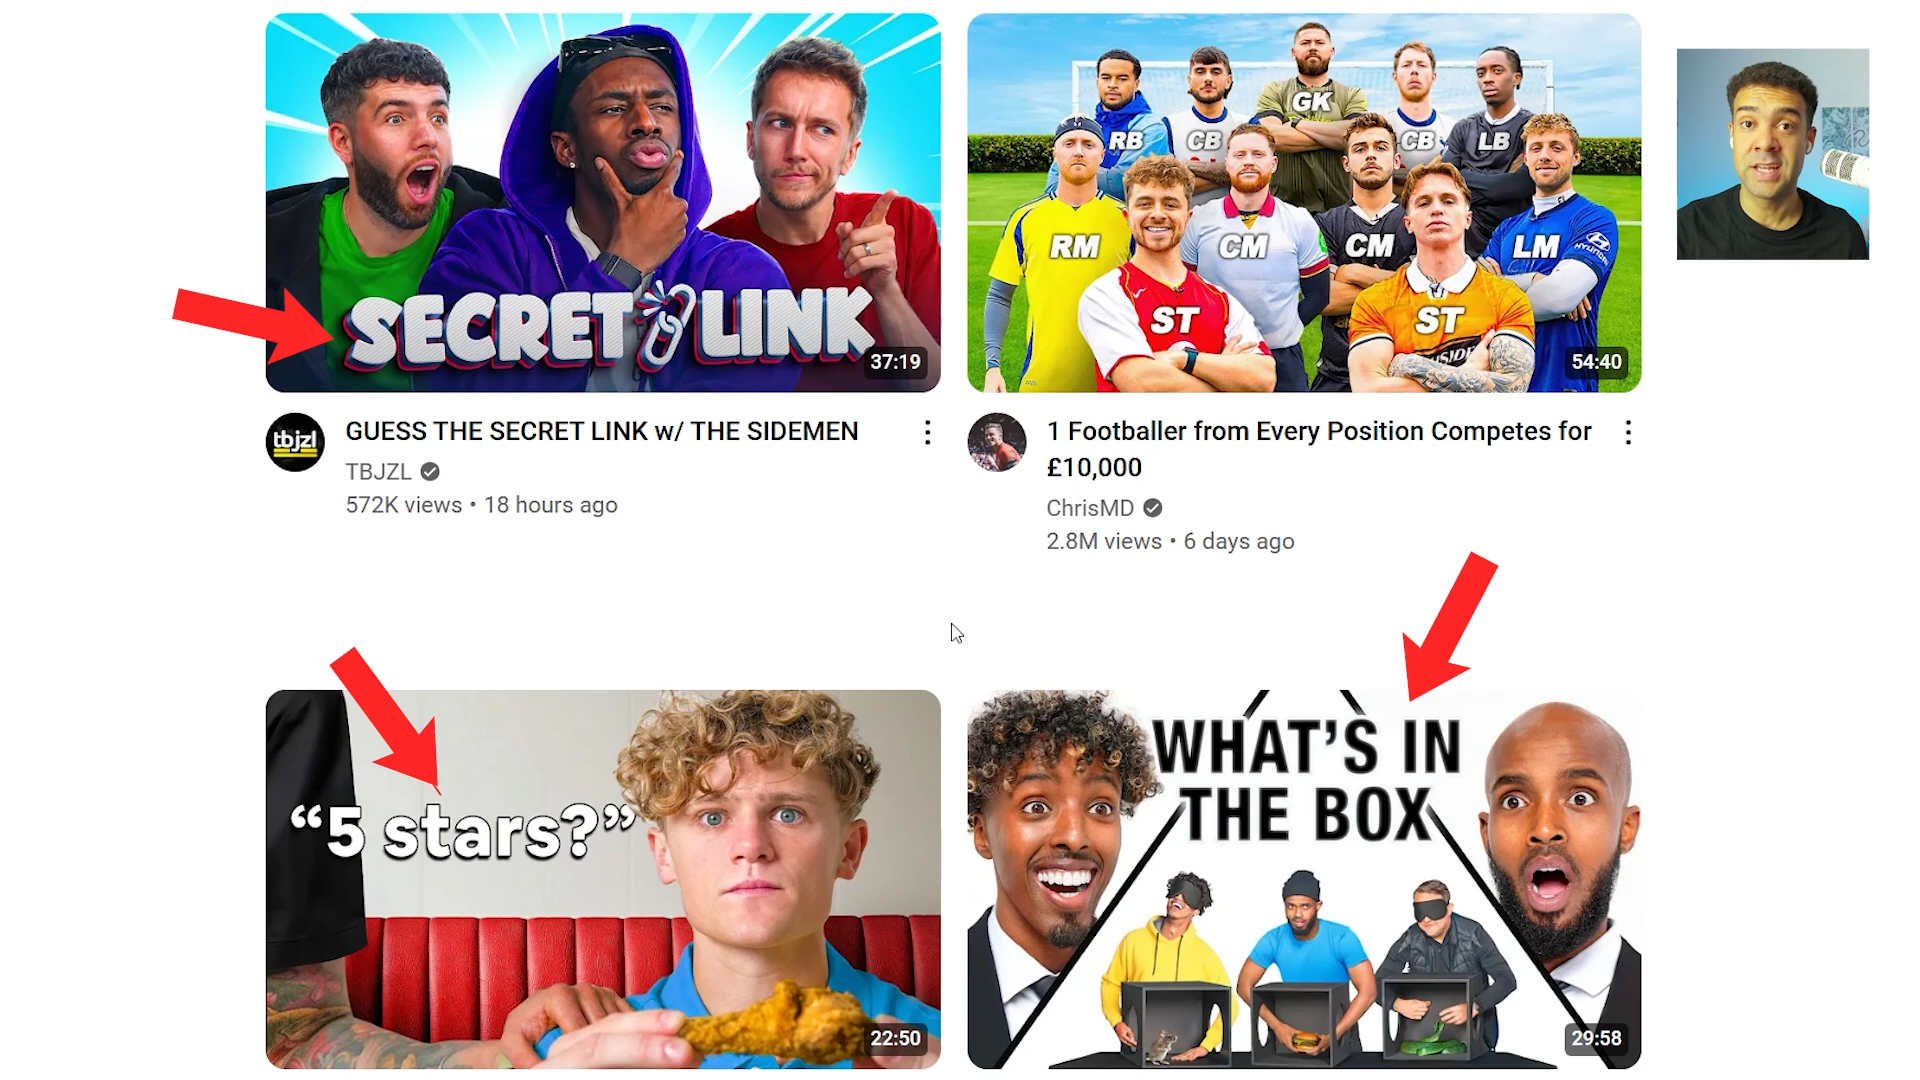 SECRET LINK
37:19
GK
RB
CB
CB
LB
RM
CM
CM
LM
HYUNDAI
ST
ST
54:40
tbjzl
GUESS THE SECRET LINK w/ THE SIDEMEN
TBJZL
572K views • 18 hours ago
1 Footballer from Every Position Competes for
£10,000
ChrisMD
2.8M views • 6 days ago
“5 stars?”
22:50
WHAT’S IN
THE BOX
29:58